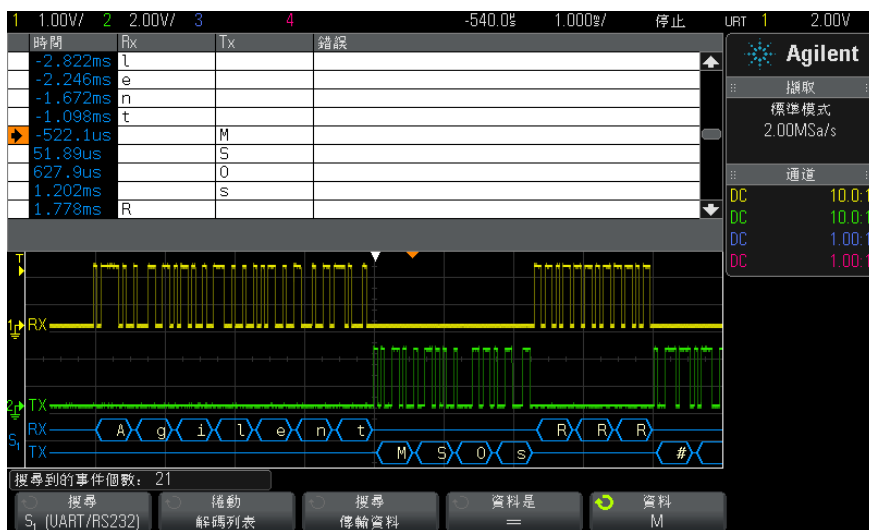 1 1.00V/ 2 2.00V/ 3 4 -540.0us 1.000ms/ 停止 URT 1 2.00V
時間 Rx Tx 錯誤
-2.822ms l
-2.246ms e
-1.672ms n
-1.098ms t
-522.1us M
51.89us S
627.9us O
1.202ms s
1.778ms R
Agilent
擷取
標準模式
2.00MSa/s
通道
DC 10.0:1
DC 10.0:1
DC 1.00:1
DC 1.00:1
T
1 RX
2 TX
S1 RX A g i l e n t R R R
TX M S O s #
搜尋到的事件個數: 21
搜尋
S1 (UART/RS232)
捲動
解碼列表
搜尋
傳輸資料
資料是
=
資料
M